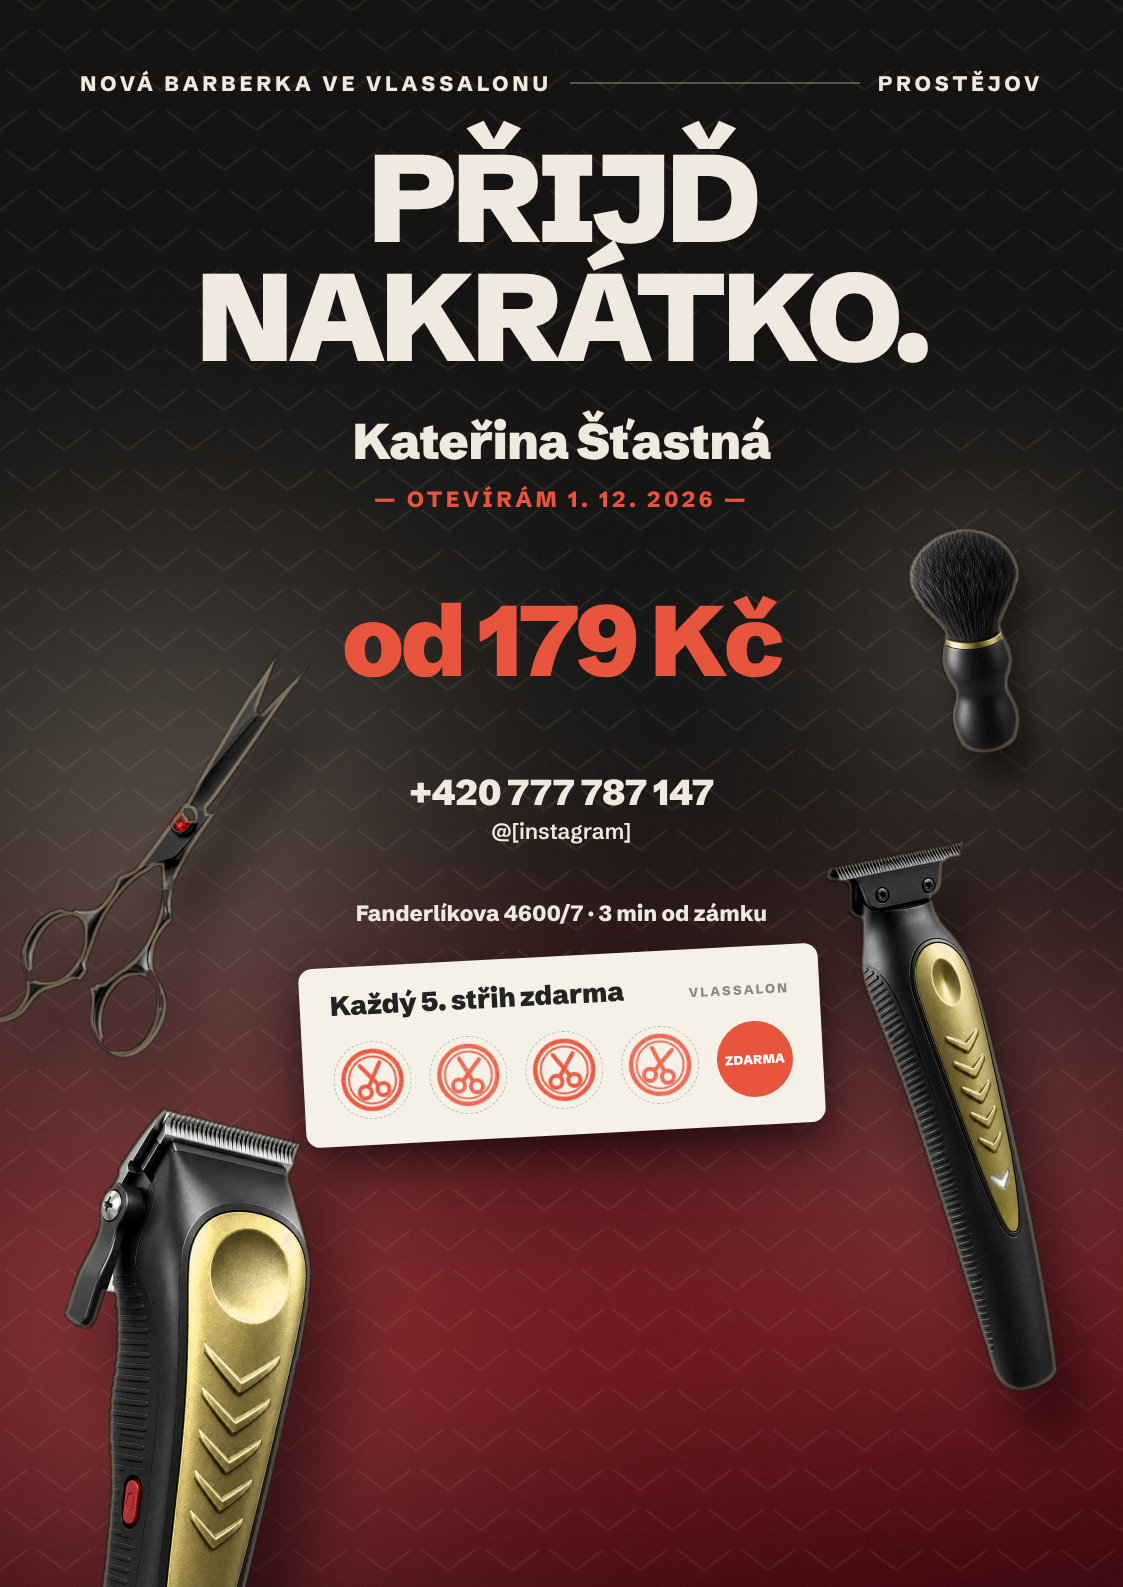 NOVÁ BARBERKA VE VLASSALONU PROSTĚJOV
PŘIJĎ
NAKRÁTKO.
Kateřina Šťastná
— OTEVÍRÁM 1. 12. 2026 —
od 179 Kč
+420 777 787 147
@[instagram]
Fanderlíkova 4600/7 · 3 min od zámku
Každý 5. střih zdarma VLASSALON
ZDARMA